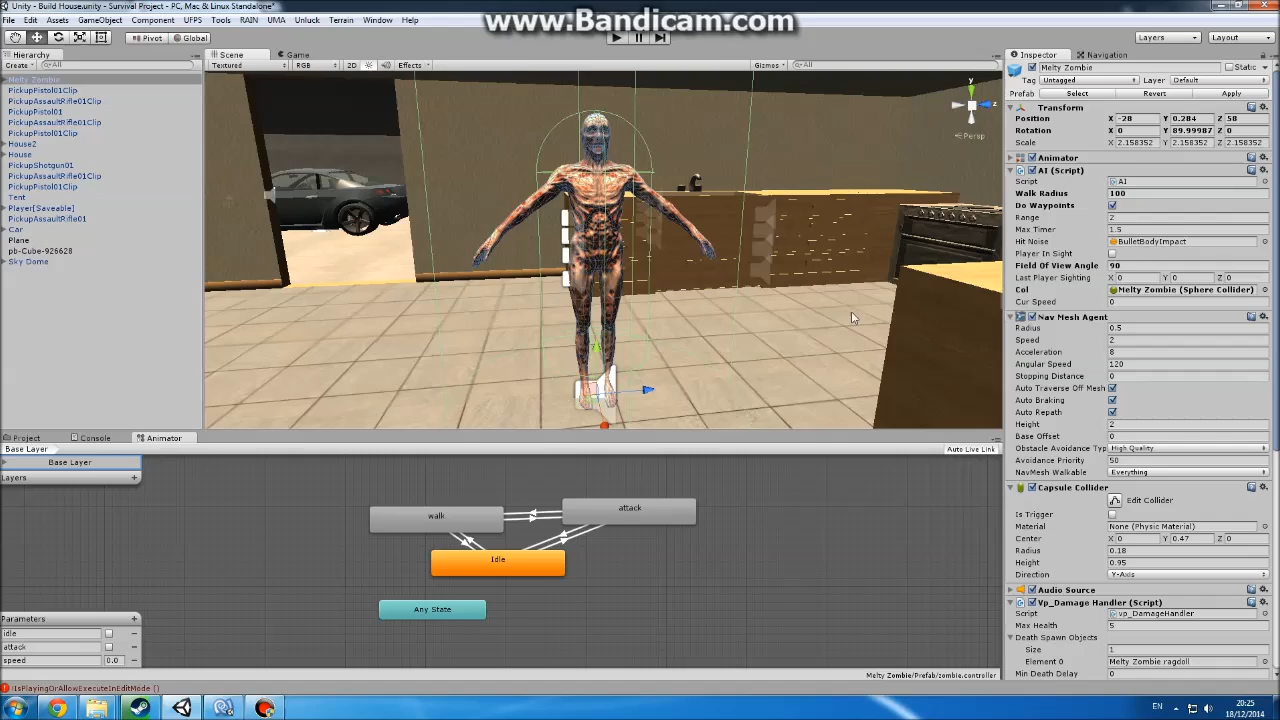 Unity - Build House.unity - Survival Project - PC, Mac & Linux Standalone*
www.Bandicam.com
File Edit Assets GameObject Component UFPS Tools RAIN UMA Unluck Terrain Window Help
Pivot Global
Layers Layout
Hierarchy
Create All
Melty Zombie
PickupPistol01Clip
PickupAssaultRifle01Clip
PickupPistol01
PickupAssaultRifle01Clip
PickupPistol01Clip
House2
House
PickupShotgun01
PickupAssaultRifle01Clip
PickupPistol01Clip
Tent
Player[Saveable]
PickupAssaultRifle01
Car
Plane
pb-Cube-926628
Sky Dome
Scene Game
Textured RGB 2D Effects Gizmos All
y
z
Persp
Inspector Navigation
Melty Zombie Static
Tag Untagged Layer Default
Prefab Select Revert Apply
Transform
Position X -28 Y 0.284 Z 58
Rotation X 0 Y 89.99987 Z 0
Scale X 2.158352 Y 2.158352 Z 2.158352
Animator
AI (Script)
Script AI
Walk Radius 100
Do Waypoints
Range 2
Max Timer 1.5
Hit Noise BulletBodyImpact
Player In Sight
Field Of View Angle 90
Last Player Sighting X 0 Y 0 Z 0
Col Melty Zombie (Sphere Collider)
Cur Speed 0
Nav Mesh Agent
Radius 0.5
Speed 2
Acceleration 8
Angular Speed 120
Stopping Distance 0
Auto Traverse Off Mesh
Auto Braking
Auto Repath
Height 2
Base Offset 0
Obstacle Avoidance Typ High Quality
Avoidance Priority 50
NavMesh Walkable Everything
Capsule Collider
Edit Collider
Is Trigger
Material None (Physic Material)
Center X 0 Y 0.47 Z 0
Radius 0.18
Height 0.95
Direction Y-Axis
Audio Source
Vp_Damage Handler (Script)
Script vp_DamageHandler
Max Health 5
Death Spawn Objects
Size 1
Element 0 Melty Zombie ragdoll
Min Death Delay 0
Project Console Animator
Base Layer Auto Live Link
Base Layer
Layers +
walk
attack
Idle
Any State
Parameters +
idle
attack
speed 0.0
Melty Zombie/Prefab/zombie.controller
!IsPlayingOrAllowExecuteInEditMode ()
EN
20:25
18/12/2014